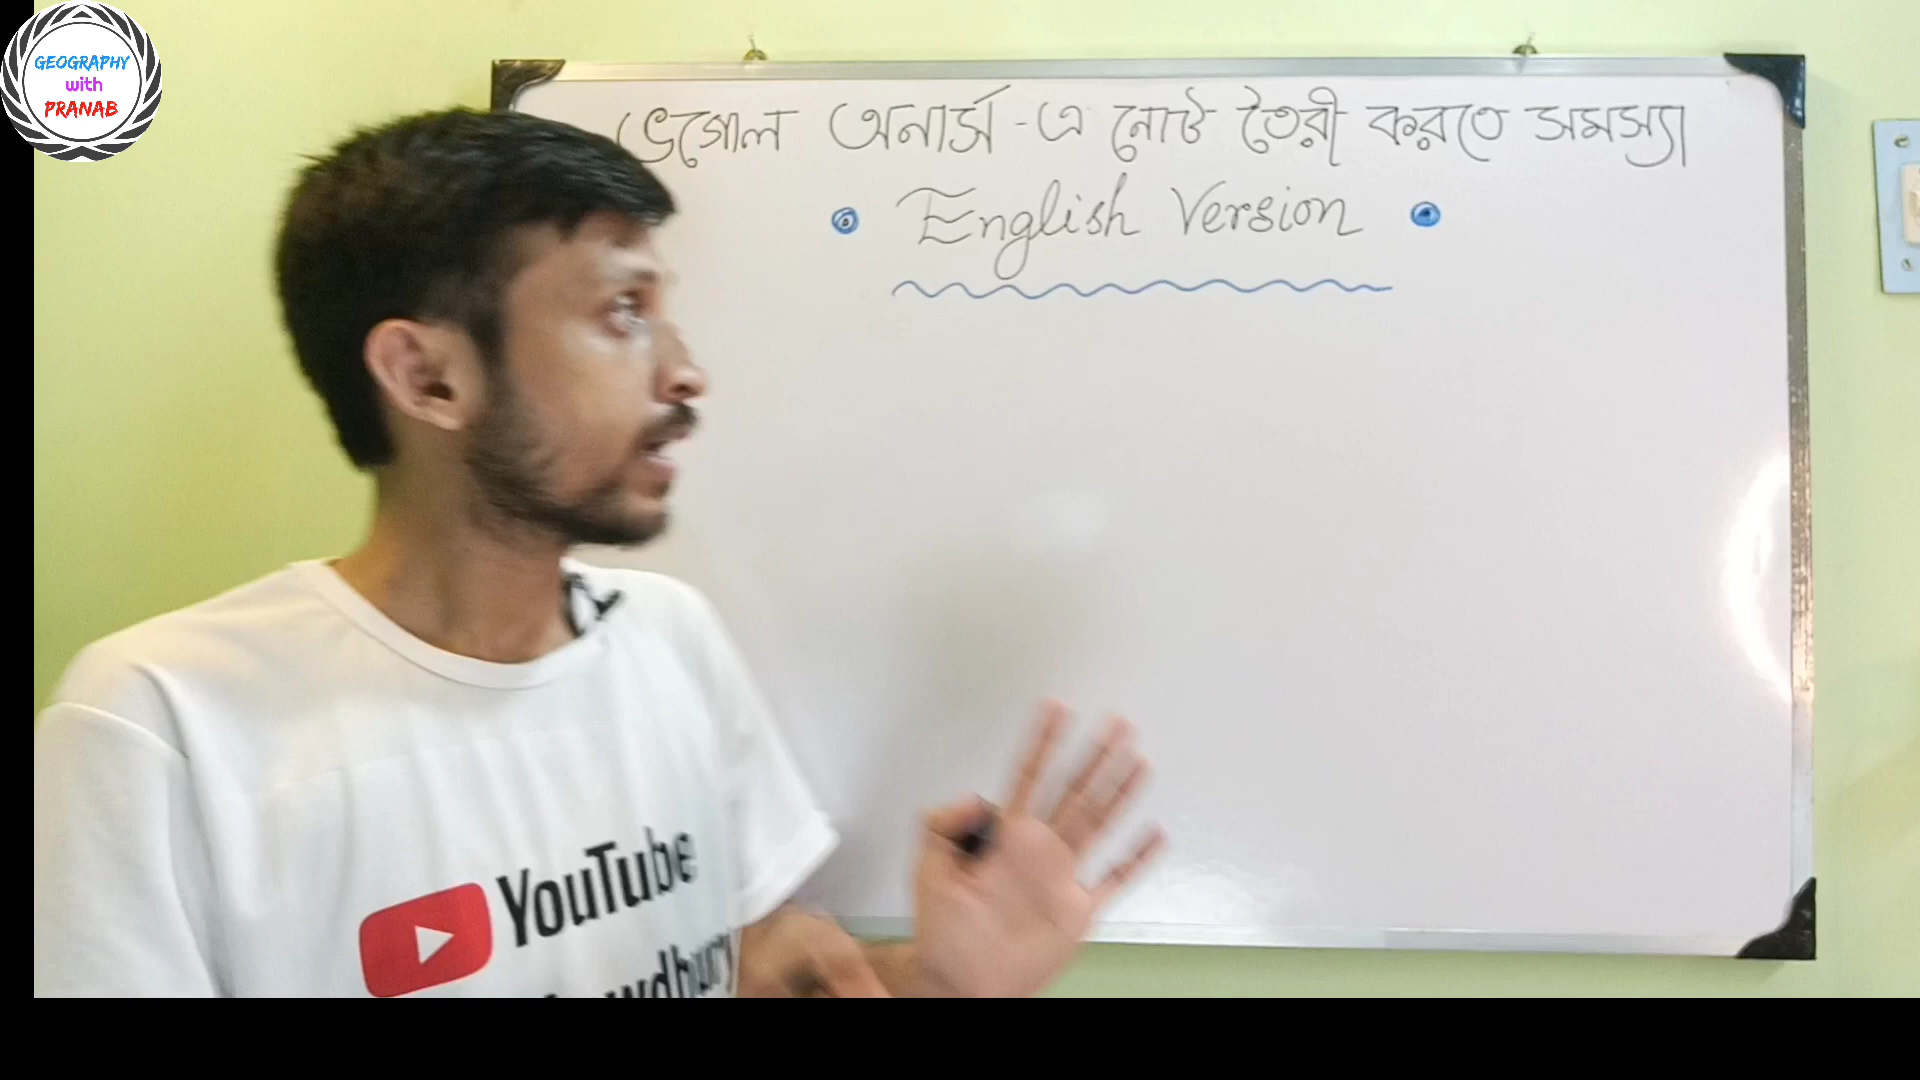 GEOGRAPHY
with
PRANAB
ভূগোল অনার্স-এ নোট তৈরী করতে সমস্যা
English Version
YouTube